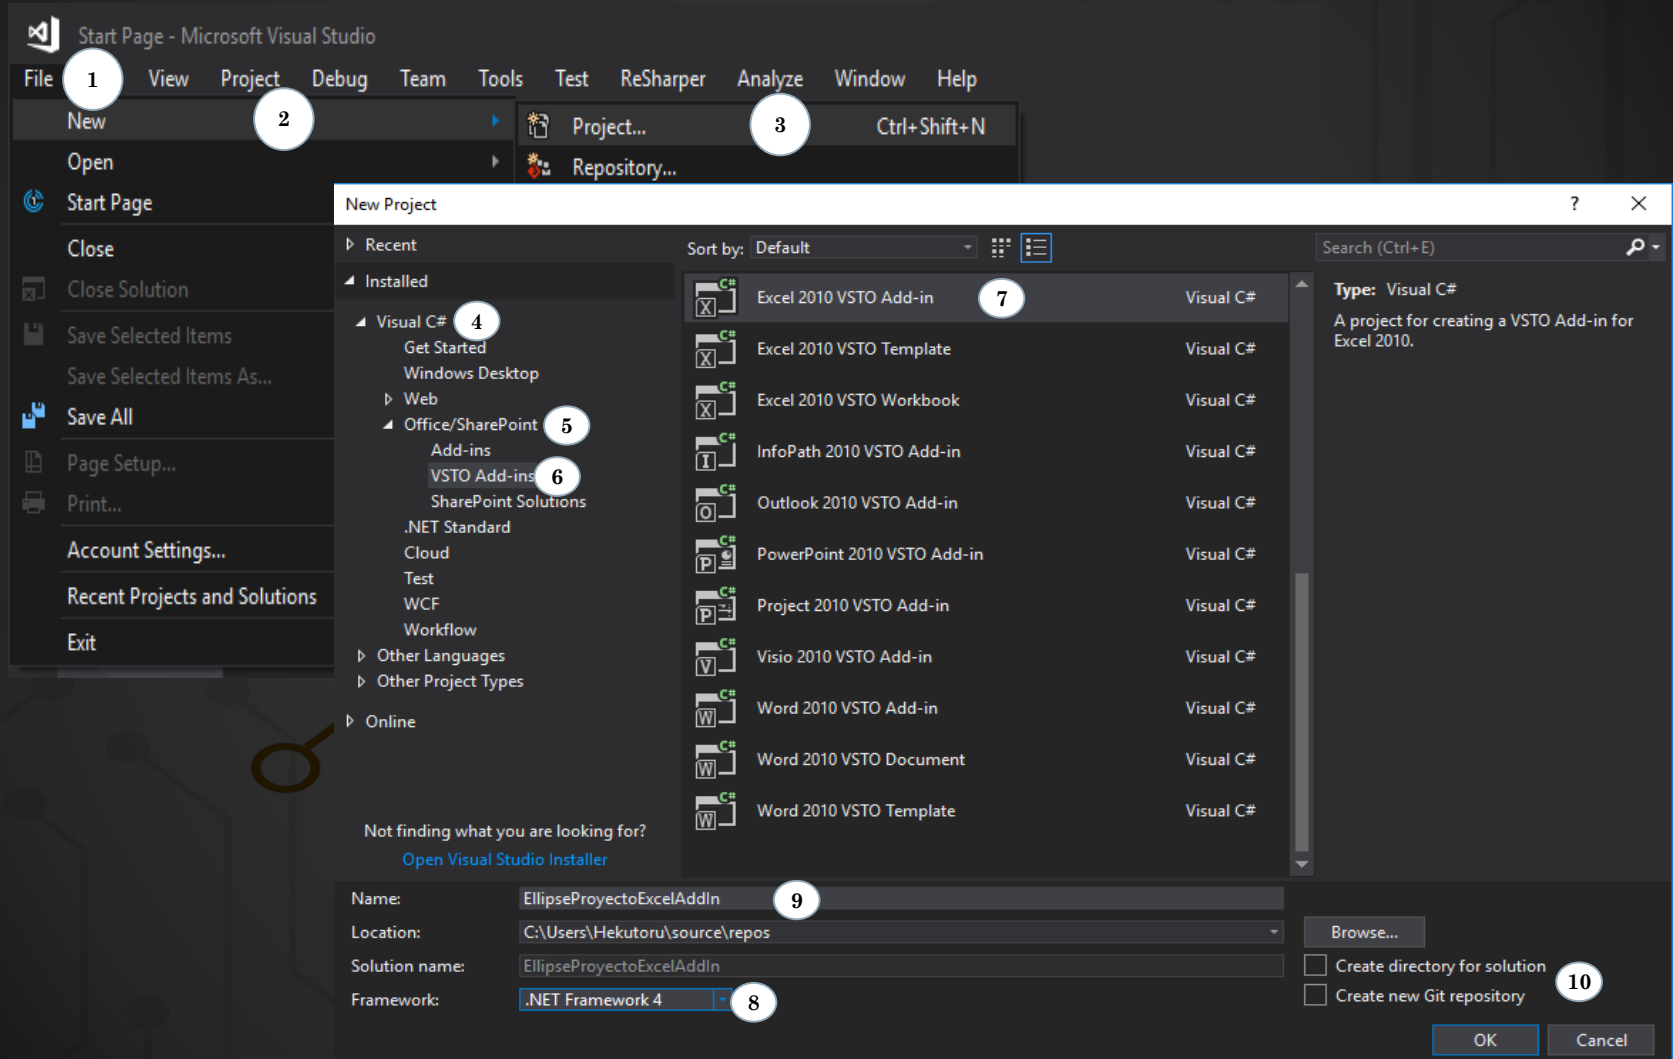 Start Page - Microsoft Visual Studio
File 1 View Project Debug Team Tools Test ReSharper Analyze Window Help
New 2
Project... 3 Ctrl+Shift+N
Repository...
Open
Start Page
Close
Close Solution
Save Selected Items
Save Selected Items As...
Save All
Page Setup...
Print...
Account Settings...
Recent Projects and Solutions
Exit
New Project ?
Recent
Installed
Visual C# 4
Get Started
Windows Desktop
Web
Office/SharePoint 5
Add-ins
VSTO Add-ins 6
SharePoint Solutions
.NET Standard
Cloud
Test
WCF
Workflow
Other Languages
Other Project Types
Online
Not finding what you are looking for?
Open Visual Studio Installer
Sort by: Default
C# X Excel 2010 VSTO Add-in 7 Visual C#
C# X Excel 2010 VSTO Template Visual C#
C# X Excel 2010 VSTO Workbook Visual C#
C# I InfoPath 2010 VSTO Add-in Visual C#
C# O Outlook 2010 VSTO Add-in Visual C#
C# P PowerPoint 2010 VSTO Add-in Visual C#
C# P Project 2010 VSTO Add-in Visual C#
C# V Visio 2010 VSTO Add-in Visual C#
C# W Word 2010 VSTO Add-in Visual C#
C# W Word 2010 VSTO Document Visual C#
C# W Word 2010 VSTO Template Visual C#
Search (Ctrl+E)
Type: Visual C#
A project for creating a VSTO Add-in for
Excel 2010.
Name: EllipseProyectoExcelAddIn 9
Location: C:\Users\Hekutoru\source\repos
Browse...
Solution name: EllipseProyectoExcelAddIn
Create directory for solution
Framework: .NET Framework 4 8
Create new Git repository
10
OK Cancel